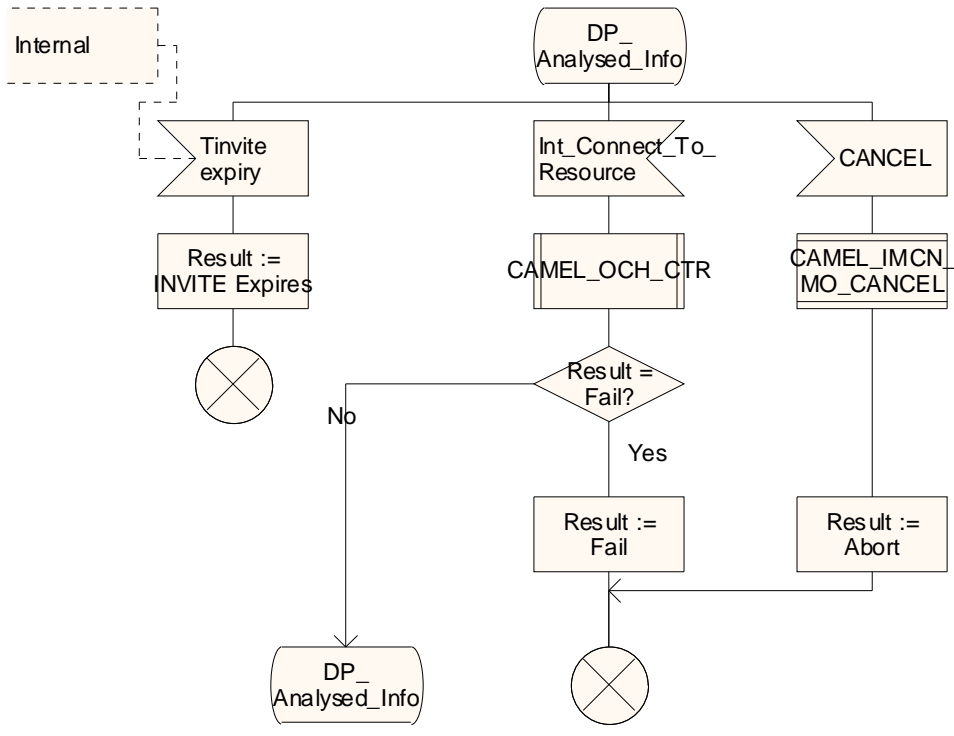 Internal
DP_
Analysed_Info
Tinvite
expiry
Int_Connect_To_
Resource
CANCEL
Result :=
INVITE Expires
CAMEL_OCH_CTR
CAMEL_IMCN_
MO_CANCEL
Result =
Fail?
No
Yes
Result :=
Fail
Result :=
Abort
DP_
Analysed_Info